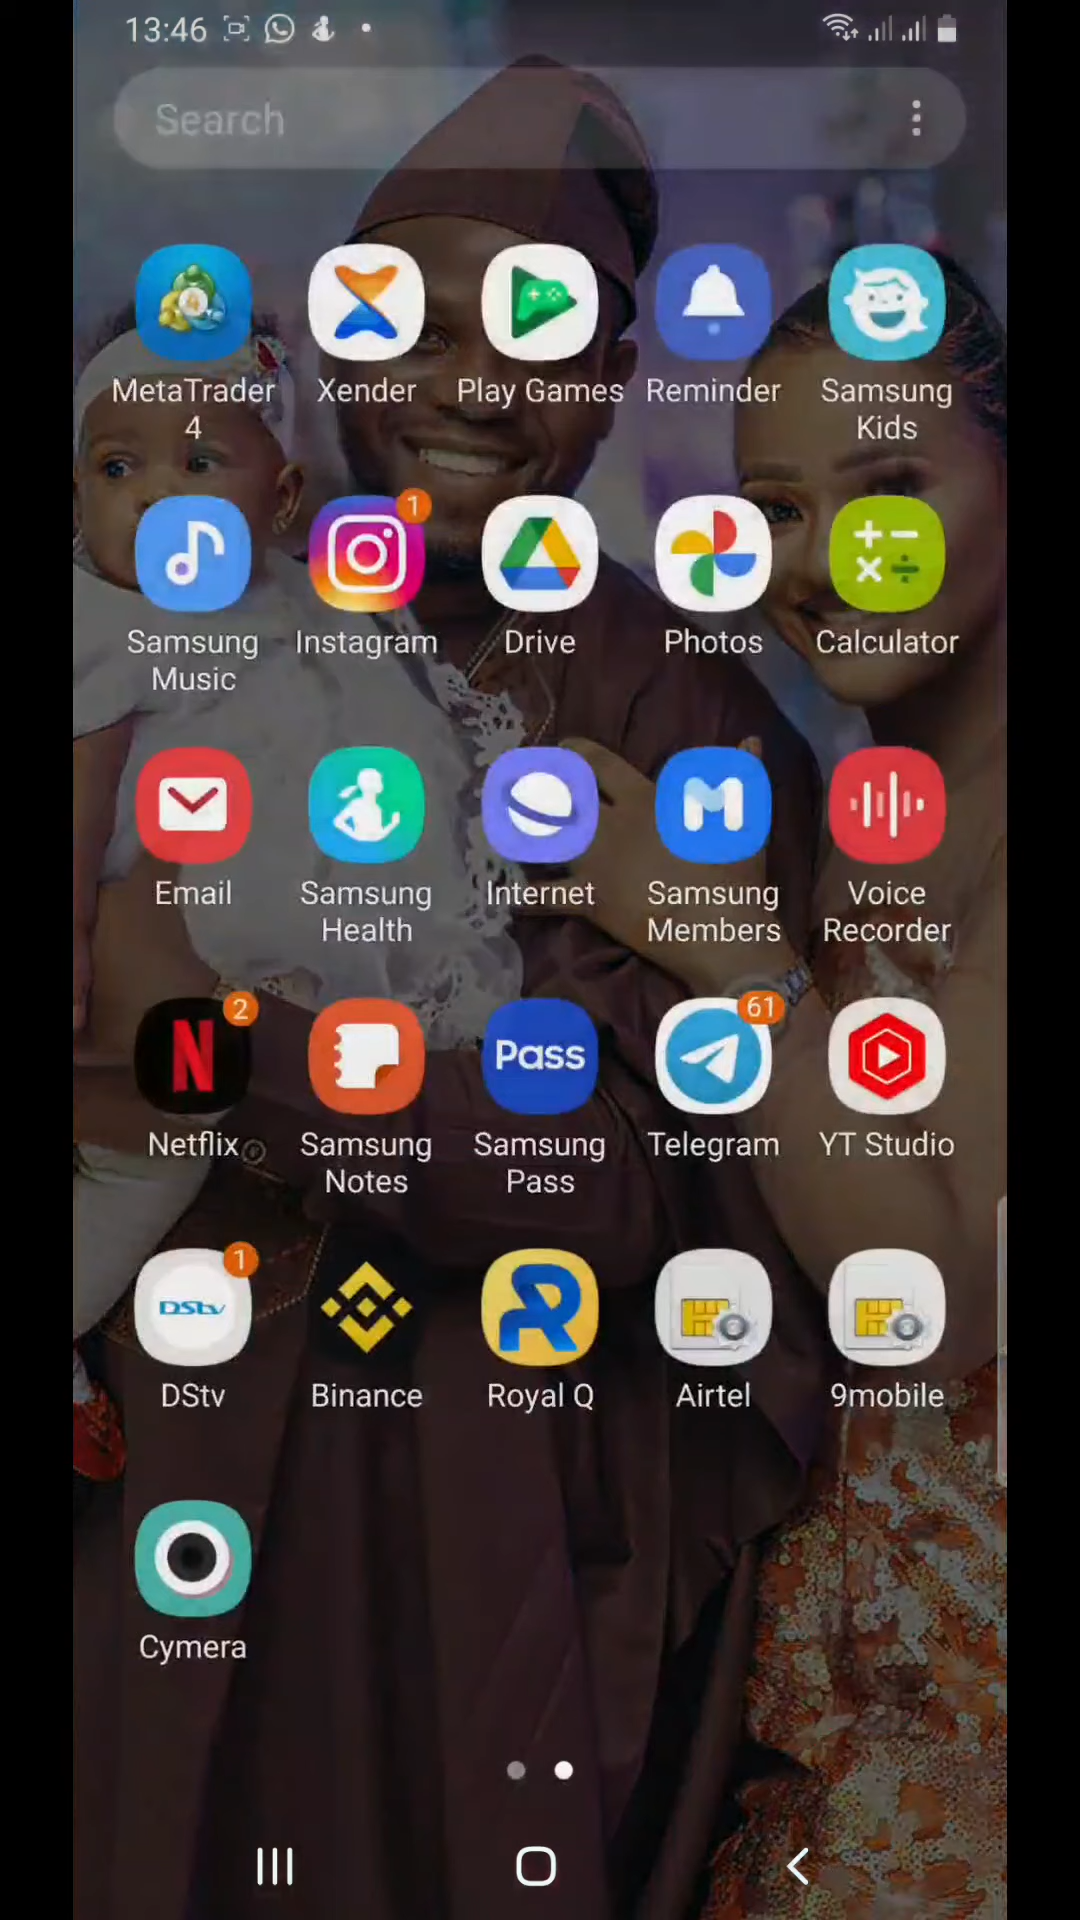 13:46
Search
MetaTrader
4
Xender
Play Games
Reminder
Samsung
Kids
1
Samsung
Music
Instagram
Drive
Photos
Calculator
Email
Samsung
Health
Internet
Samsung
Members
Voice
Recorder
2
Pass
61
Netflix
Samsung
Notes
Samsung
Pass
Telegram
YT Studio
1
DStv
DStv
Binance
Royal Q
Airtel
9mobile
Cymera